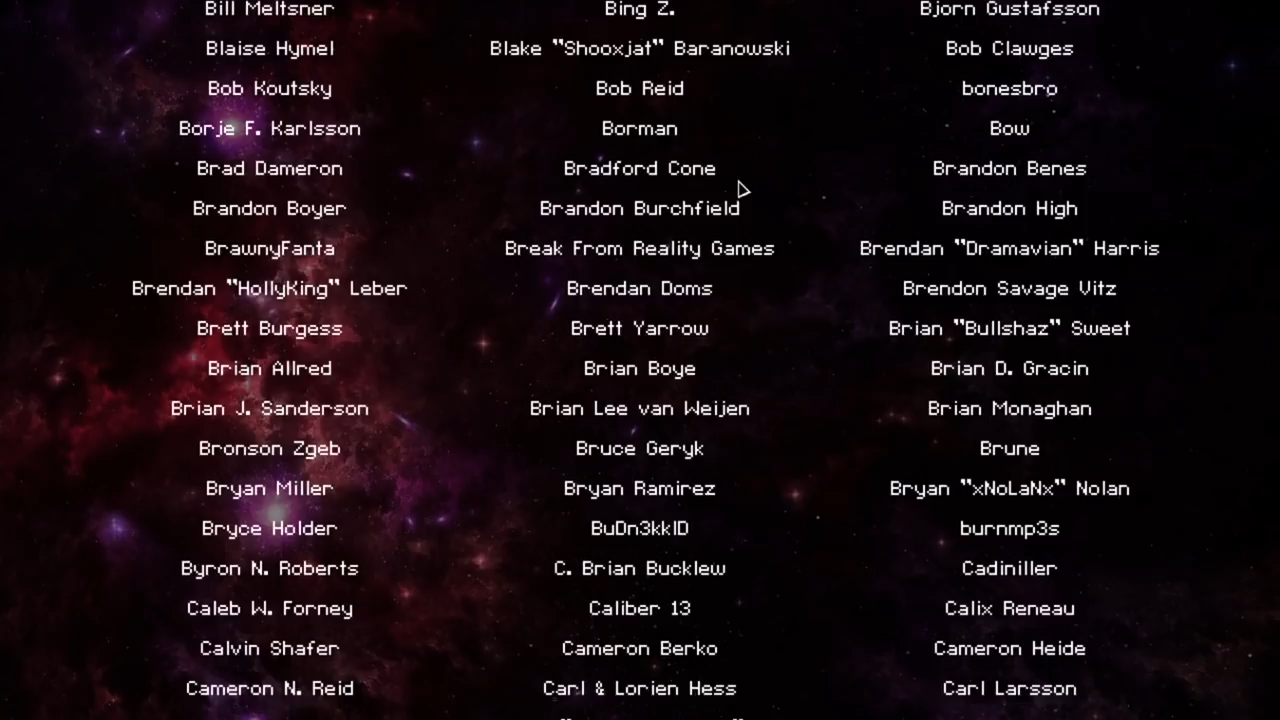 Bill Meltsner Bing Z. Bjorn Gustafsson
Blaise Hymel Blake "Shooxjat" Baranowski Bob Clawges
Bob Koutsky Bob Reid bonesbro
Borje F. Karlsson Borman Bow
Brad Dameron Bradford Cone Brandon Benes
Brandon Boyer Brandon Burchfield Brandon High
BrawnyFanta Break From Reality Games Brendan "Dramavian" Harris
Brendan "HollyKing" Leber Brendan Doms Brendon Savage Vitz
Brett Burgess Brett Yarrow Brian "Bullshaz" Sweet
Brian Allred Brian Boye Brian D. Gracin
Brian J. Sanderson Brian Lee van Weijen Brian Monaghan
Bronson Zgeb Bruce Geryk Brune
Bryan Miller Bryan Ramirez Bryan "xNoLaNx" Nolan
Bryce Holder BuDn3kkID burnmp3s
Byron N. Roberts C. Brian Bucklew Cadiniller
Caleb W. Forney Caliber 13 Calix Reneau
Calvin Shafer Cameron Berko Cameron Heide
Cameron N. Reid Carl & Lorien Hess Carl Larsson